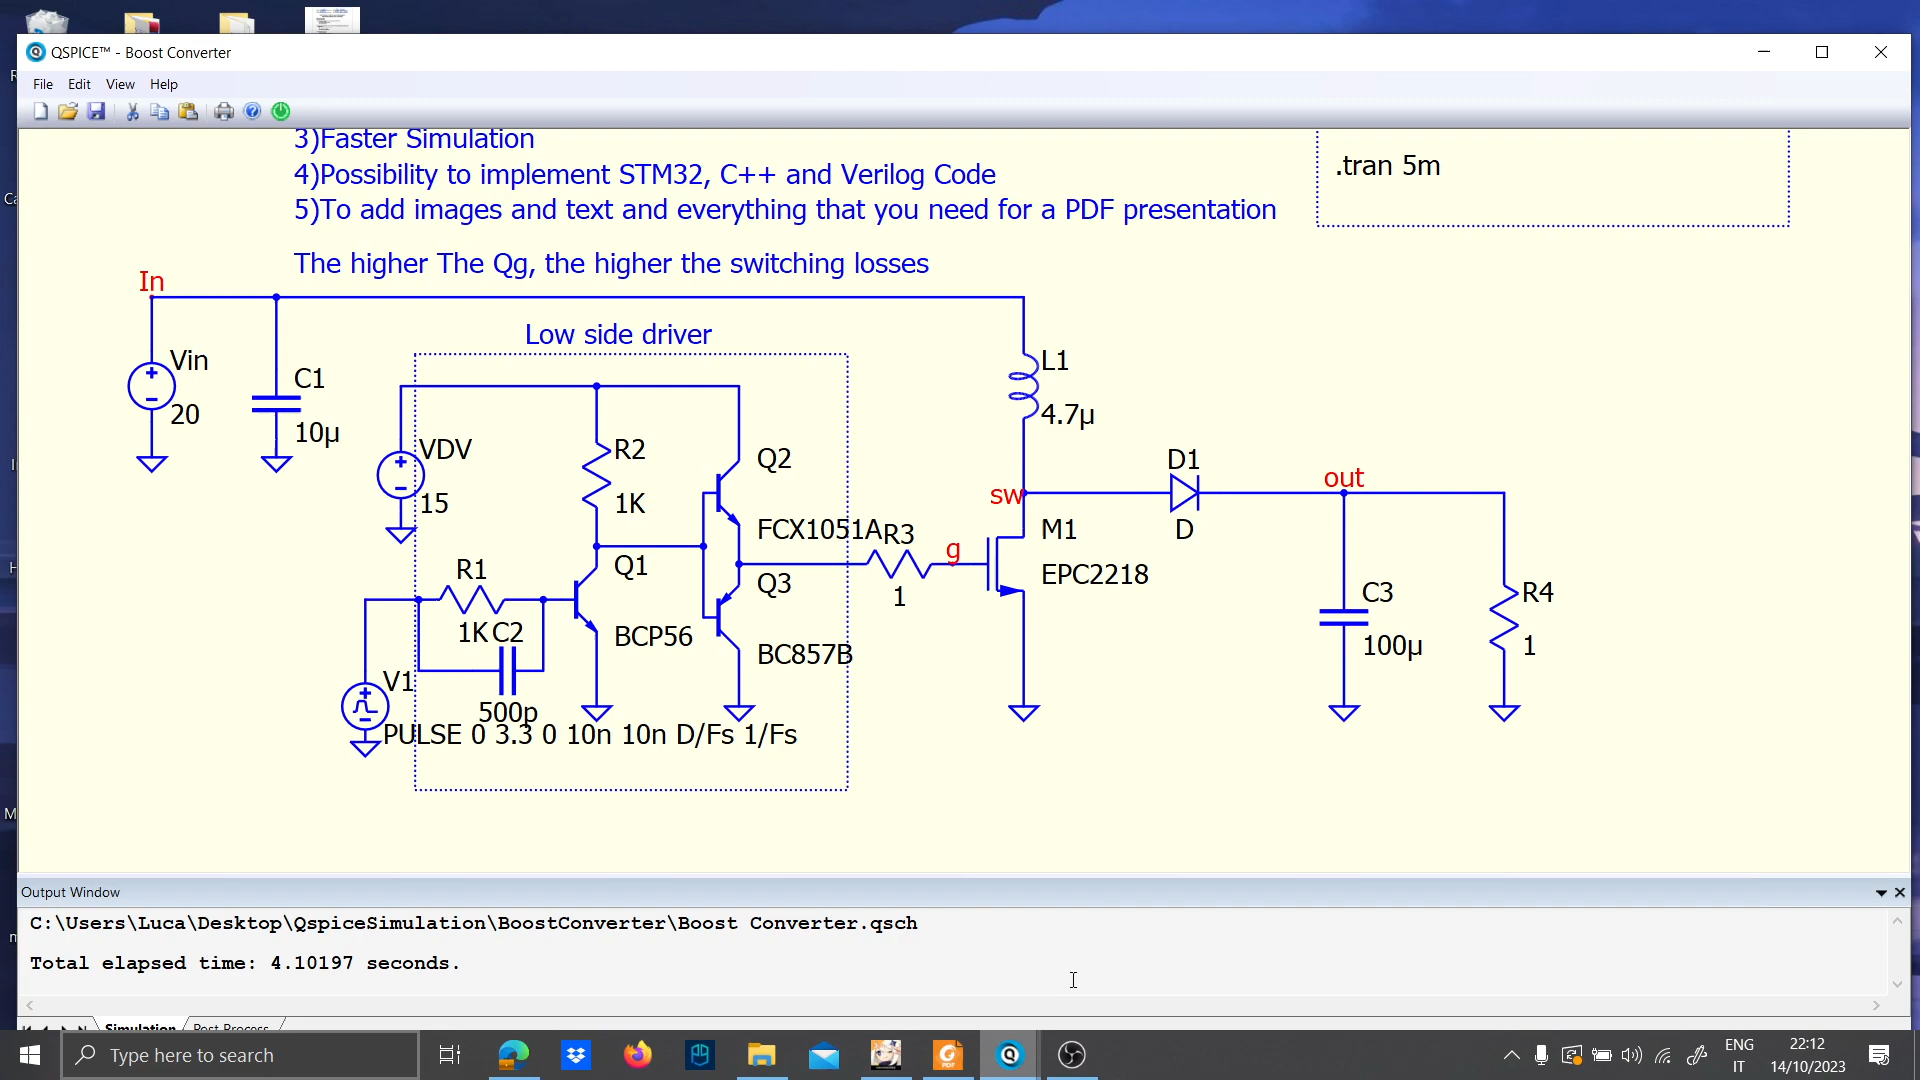 QSPICE™ - Boost Converter
File Edit View Help
3)Faster Simulation
4)Possibility to implement STM32, C++ and Verilog Code
5)To add images and text and everything that you need for a PDF presentation
.tran 5m
The higher The Qg, the higher the switching losses
In
Low side driver
Vin
20
C1
10µ
VDV
15
R2
1K
Q2
FCX1051A
R1
1K
C2
500p
Q1
BCP56
Q3
BC857B
V1
PULSE 0 3.3 0 10n 10n D/Fs 1/Fs
R3
1
g
L1
4.7µ
sw
M1
EPC2218
D1
D
out
C3
100µ
R4
1
Output Window
C:\Users\Luca\Desktop\QspiceSimulation\BoostConverter\Boost Converter.qsch
Total elapsed time: 4.10197 seconds.
Simulation Post Process
Type here to search
ENG
IT
22:12
14/10/2023